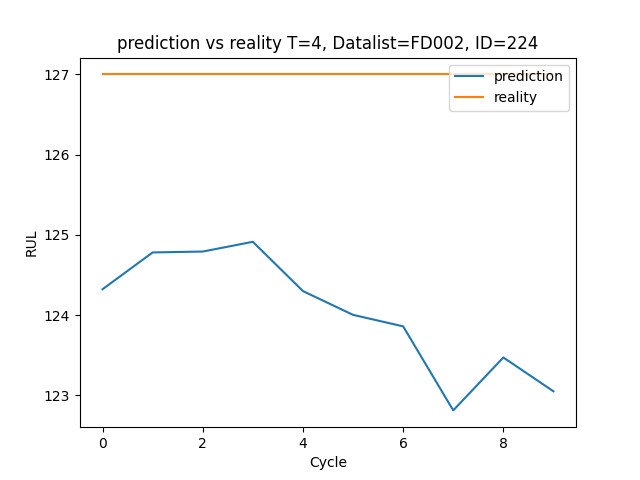 prediction vs reality T=4, Datalist=FD002, ID=224
127
126
125
124
123
RUL
0 2 4 6 8
Cycle
prediction
reality